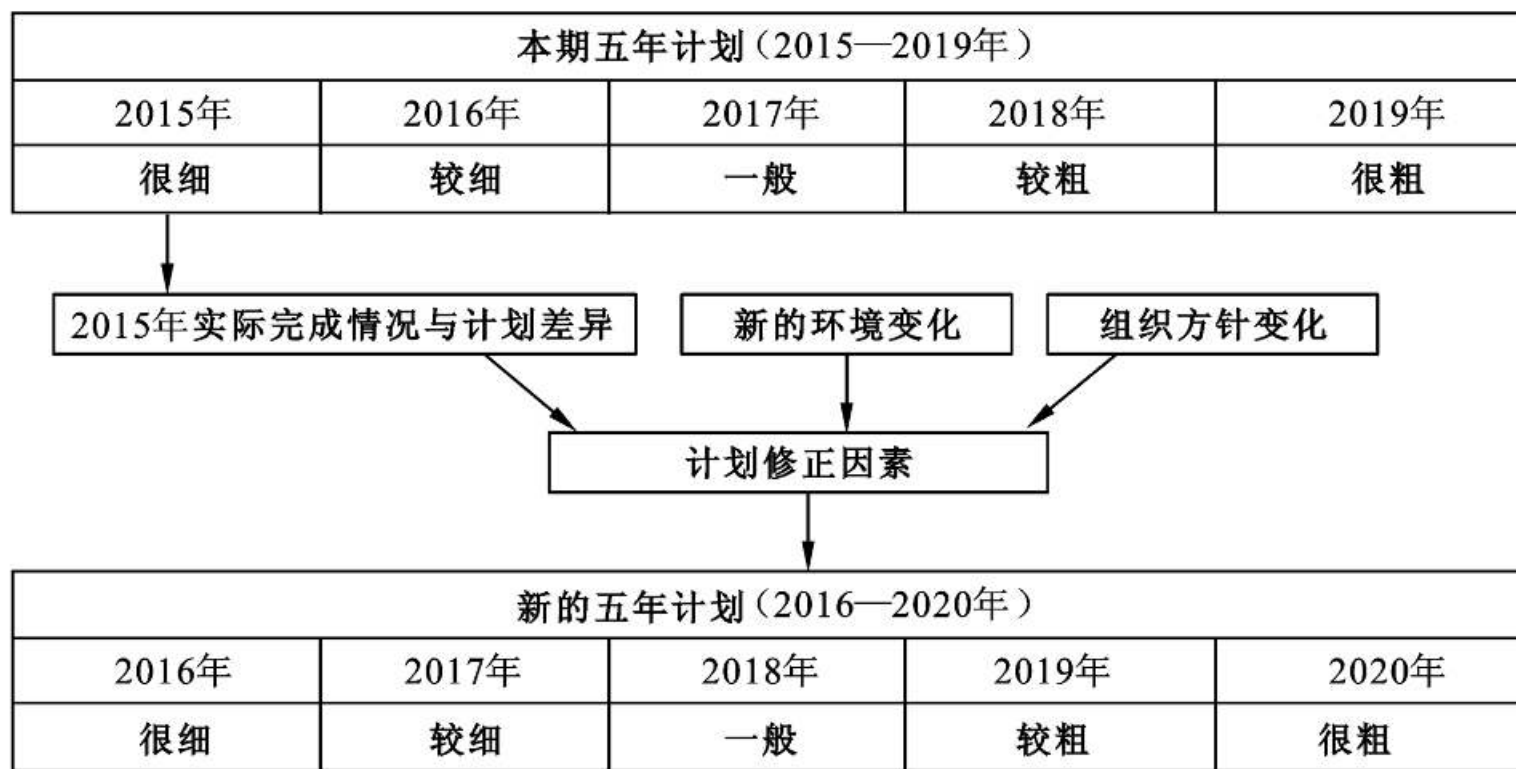 本期五年计划（2015—2019年）
2015年 2016年 2017年 2018年 2019年
很细 较细 一般 较粗 很粗
2015年实际完成情况与计划差异 新的环境变化 组织方针变化
计划修正因素
新的五年计划（2016—2020年）
2016年 2017年 2018年 2019年 2020年
很细 较细 一般 较粗 很粗